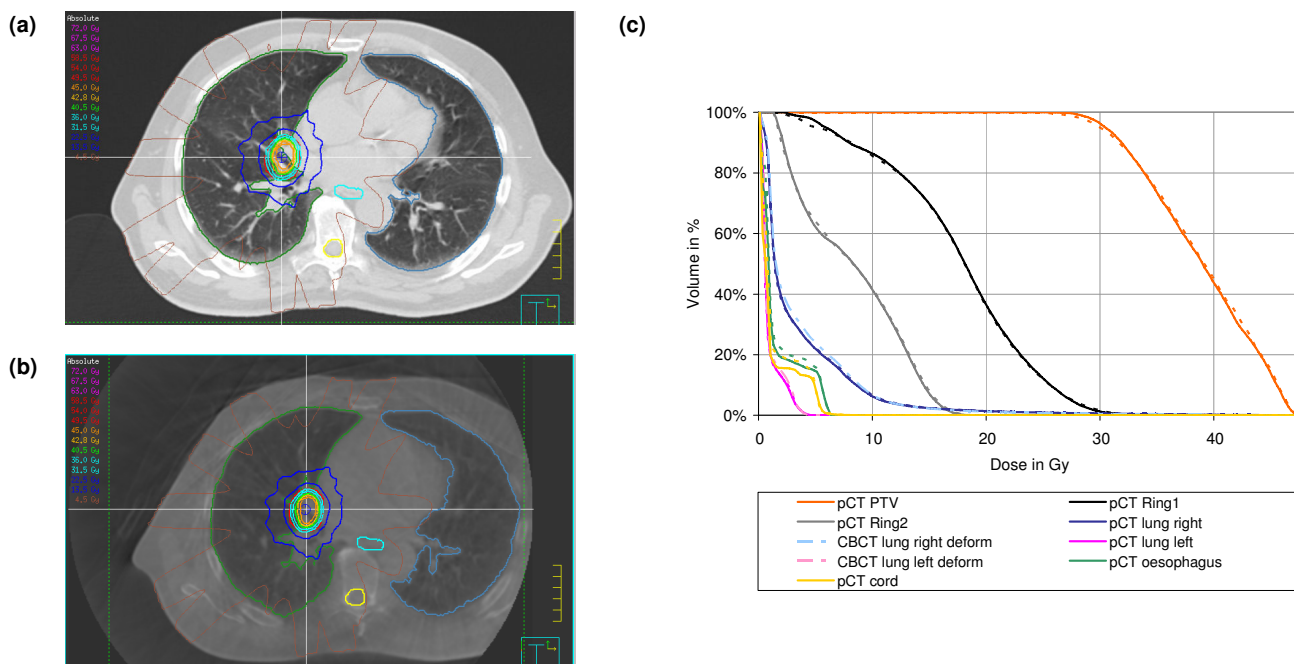 (a)
Absolute
72.0 Gy
67.5 Gy
63.0 Gy
58.5 Gy
54.0 Gy
49.5 Gy
45.0 Gy
42.8 Gy
40.5 Gy
36.0 Gy
31.5 Gy
Gy
Gy
4.5 Gy
(b)
Absolute
72.0 Gy
67.5 Gy
63.0 Gy
58.5 Gy
54.0 Gy
49.5 Gy
45.0 Gy
42.8 Gy
40.5 Gy
36.0 Gy
31.5 Gy
22.5 Gy
Gy
4.5 Gy
(c)
Volume in %
100%
80%
60%
40%
20%
0%
0 10 20 30 40
Dose in Gy
pCT PTV
pCT Ring1
pCT Ring2
pCT lung right
CBCT lung right deform
pCT lung left
CBCT lung left deform
pCT oesophagus
pCT cord